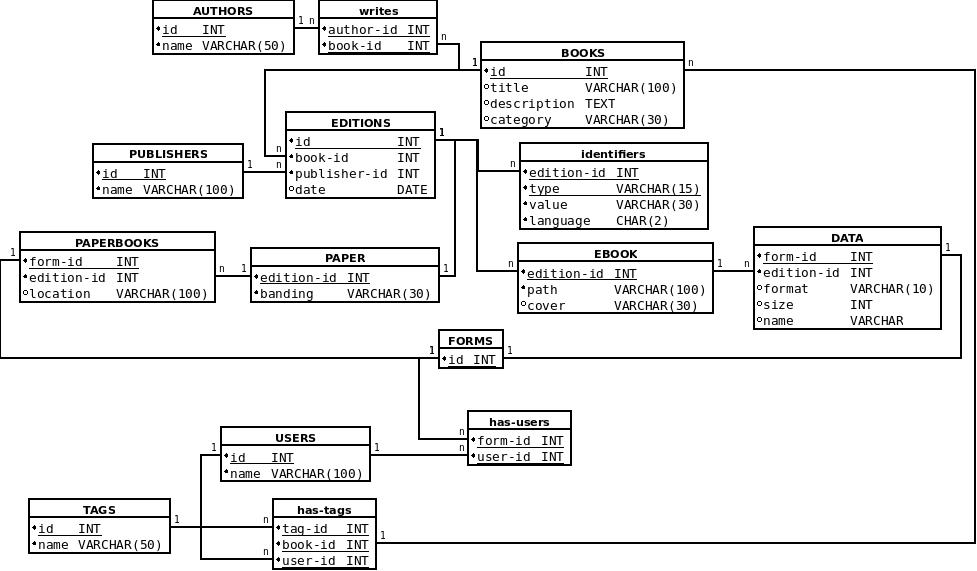 AUTHORS
id INT
name VARCHAR(50)
1 n
writes
author-id INT
book-id INT
n
1
BOOKS
id INT
title VARCHAR(100)
description TEXT
category VARCHAR(30)
n
EDITIONS
id INT
book-id INT
publisher-id INT
date DATE
1
n
n
PUBLISHERS
id INT
name VARCHAR(100)
1
identifiers
edition-id INT
type VARCHAR(15)
value VARCHAR(30)
language CHAR(2)
n
PAPERBOOKS
form-id INT
edition-id INT
location VARCHAR(100)
1
n 1
PAPER
edition-id INT
banding VARCHAR(30)
1
EBOOK
edition-id INT
path VARCHAR(100)
cover VARCHAR(30)
n
1 n
DATA
form-id INT
edition-id INT
format VARCHAR(10)
size INT
name VARCHAR
1
FORMS
id INT
1
1
has-users
form-id INT
user-id INT
n
n
USERS
id INT
name VARCHAR(100)
1
1
TAGS
id INT
name VARCHAR(50)
1
has-tags
tag-id INT
book-id INT
user-id INT
n
n
1